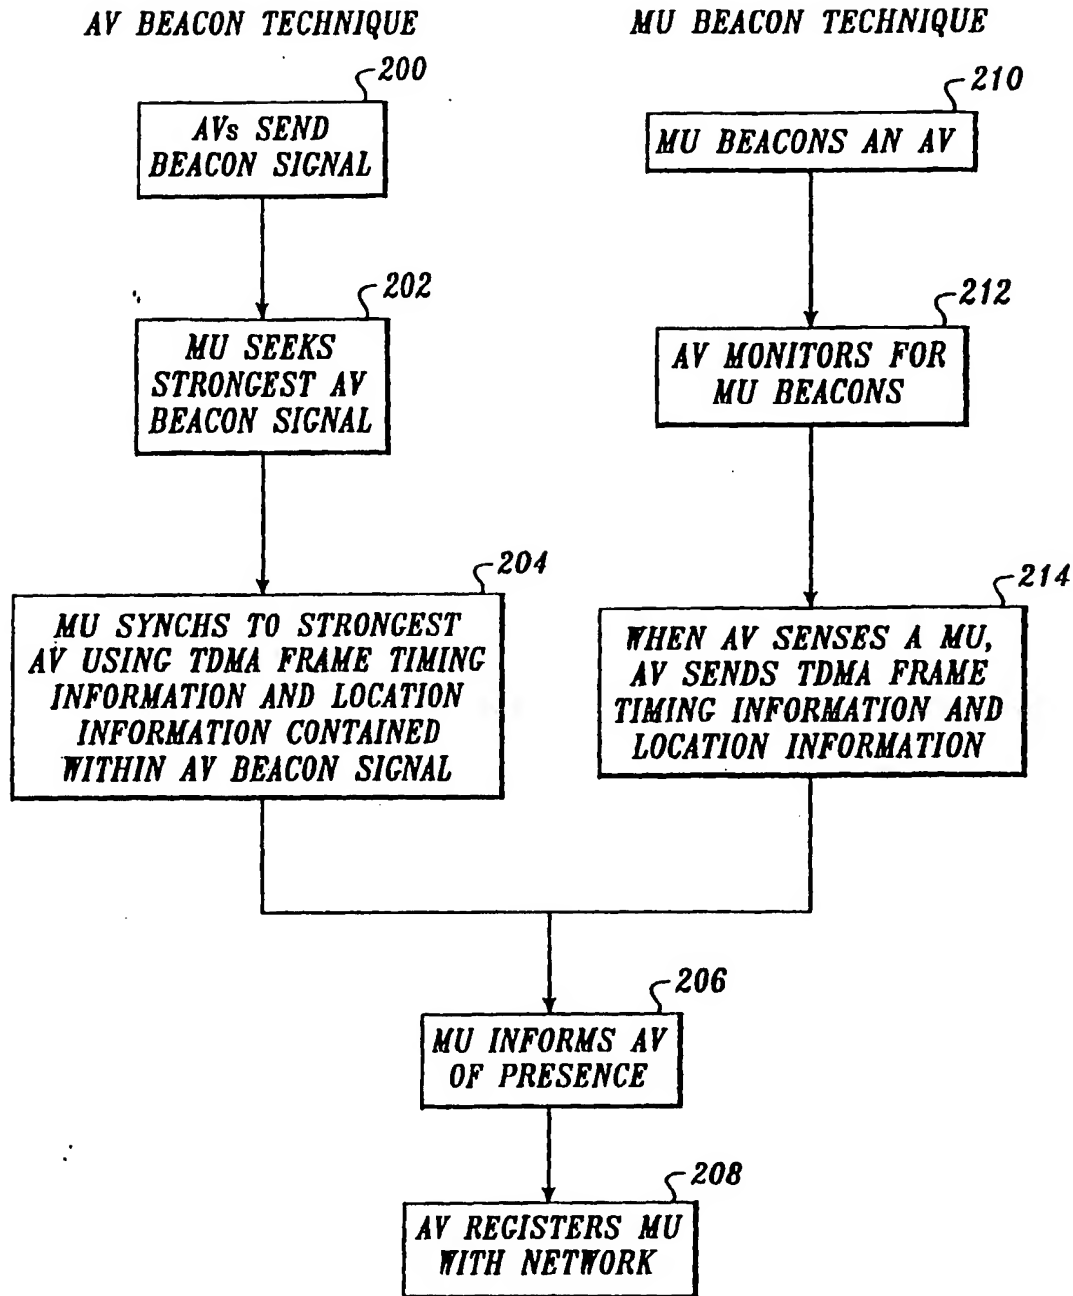 AV BEACON TECHNIQUE
200
AVs SEND
BEACON SIGNAL
202
MU SEEKS
STRONGEST AV
BEACON SIGNAL
204
MU SYNCHS TO STRONGEST
AV USING TDMA FRAME TIMING
INFORMATION AND LOCATION
INFORMATION CONTAINED
WITHIN AV BEACON SIGNAL
MU BEACON TECHNIQUE
210
MU BEACONS AN AV
212
AV MONITORS FOR
MU BEACONS
214
WHEN AV SENSES A MU,
AV SENDS TDMA FRAME
TIMING INFORMATION AND
LOCATION INFORMATION
206
MU INFORMS AV
OF PRESENCE
208
AV REGISTERS MU
WITH NETWORK